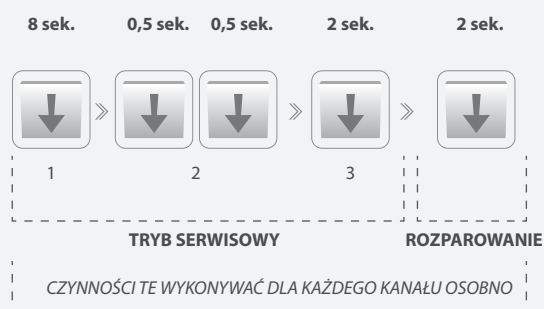 8 sek. 0,5 sek. 0,5 sek. 2 sek. 2 sek.
1 2 3
TRYB SERWISOWY ROZPAROWANIE
CZYNNOŚCI TE WYKONYWAĆ DLA KAŻDEGO KANAŁU OSOBNO